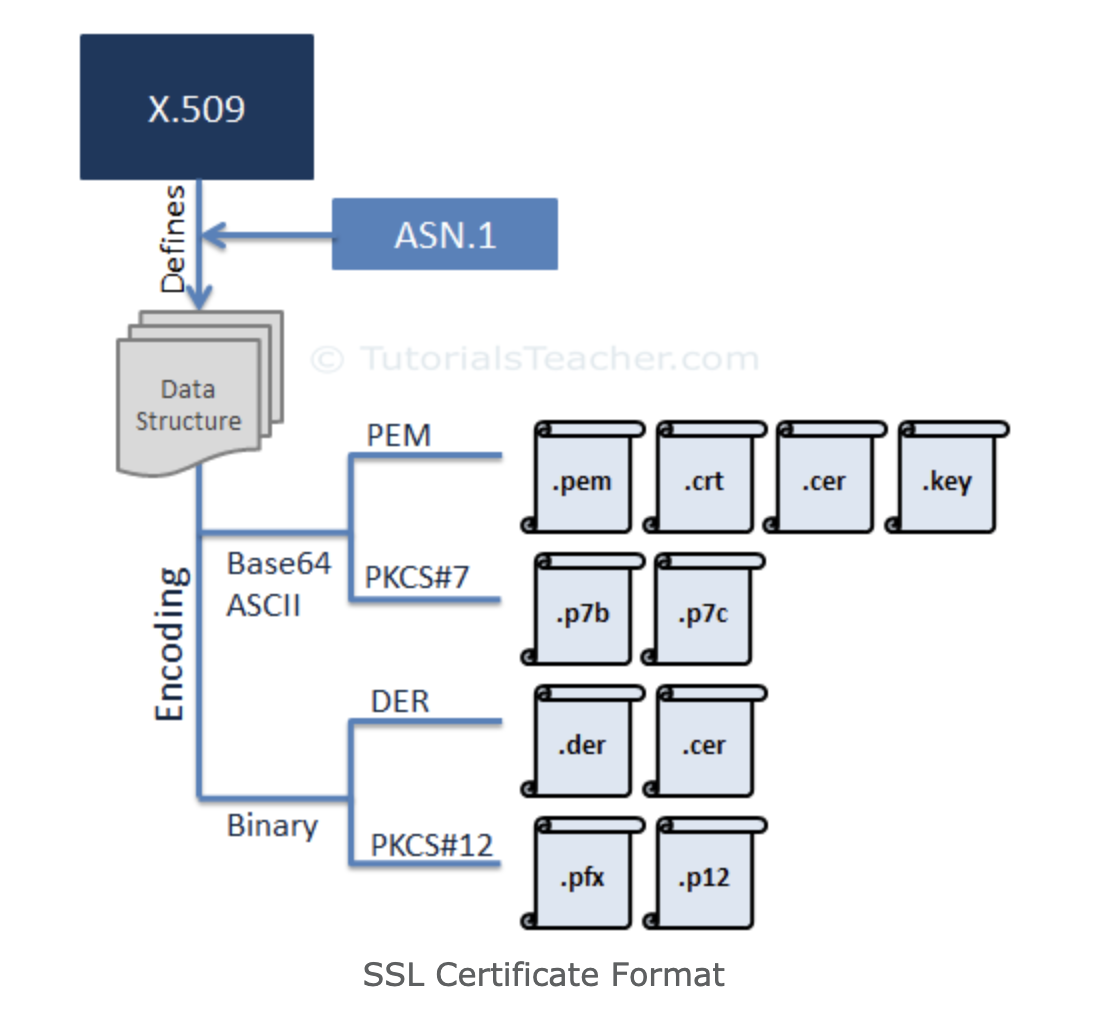 X.509
Defines
ASN.1
© TutorialsTeacher.com
Data
Structure
PEM
.pem
.crt
.cer
.key
Encoding
Base64
ASCII
PKCS#7
.p7b
.p7c
DER
.der
.cer
Binary
PKCS#12
.pfx
.p12
SSL Certificate Format